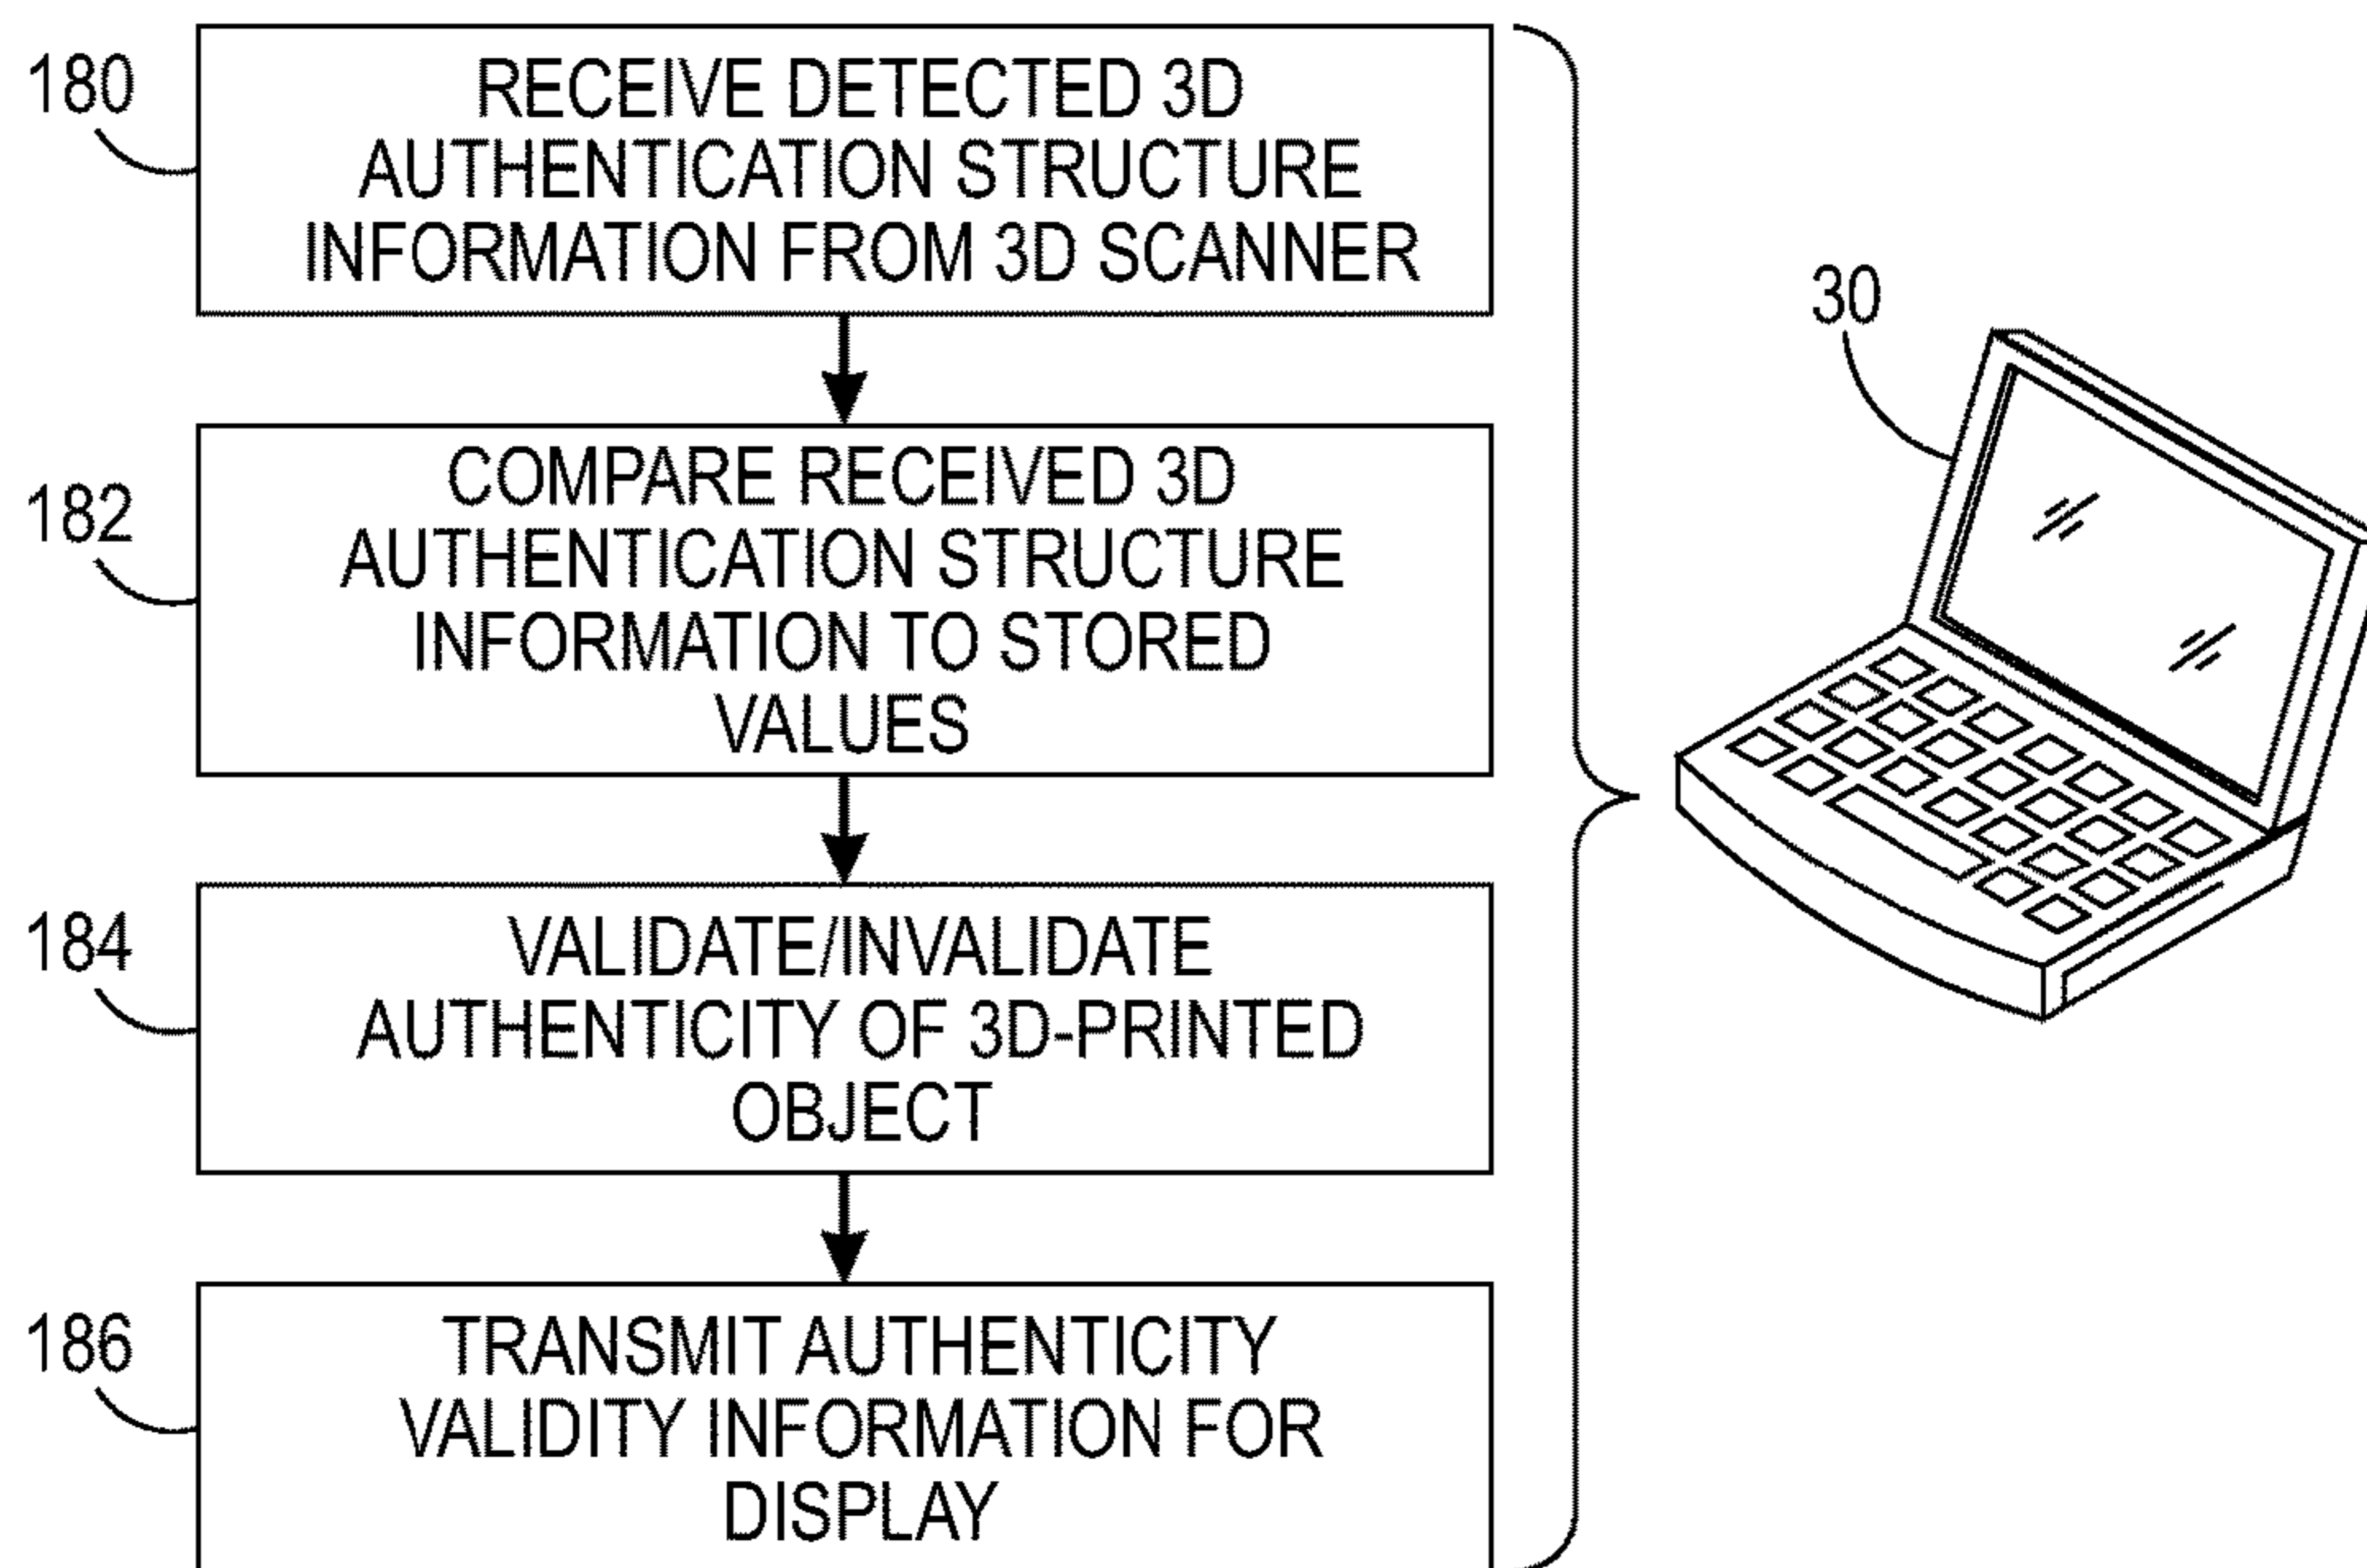 180
RECEIVE DETECTED 3D
AUTHENTICATION STRUCTURE
INFORMATION FROM 3D SCANNER
30
182
COMPARE RECEIVED 3D
AUTHENTICATION STRUCTURE
INFORMATION TO STORED
VALUES
184
VALIDATE/INVALIDATE
AUTHENTICITY OF 3D-PRINTED
OBJECT
186
TRANSMIT AUTHENTICITY
VALIDITY INFORMATION FOR
DISPLAY